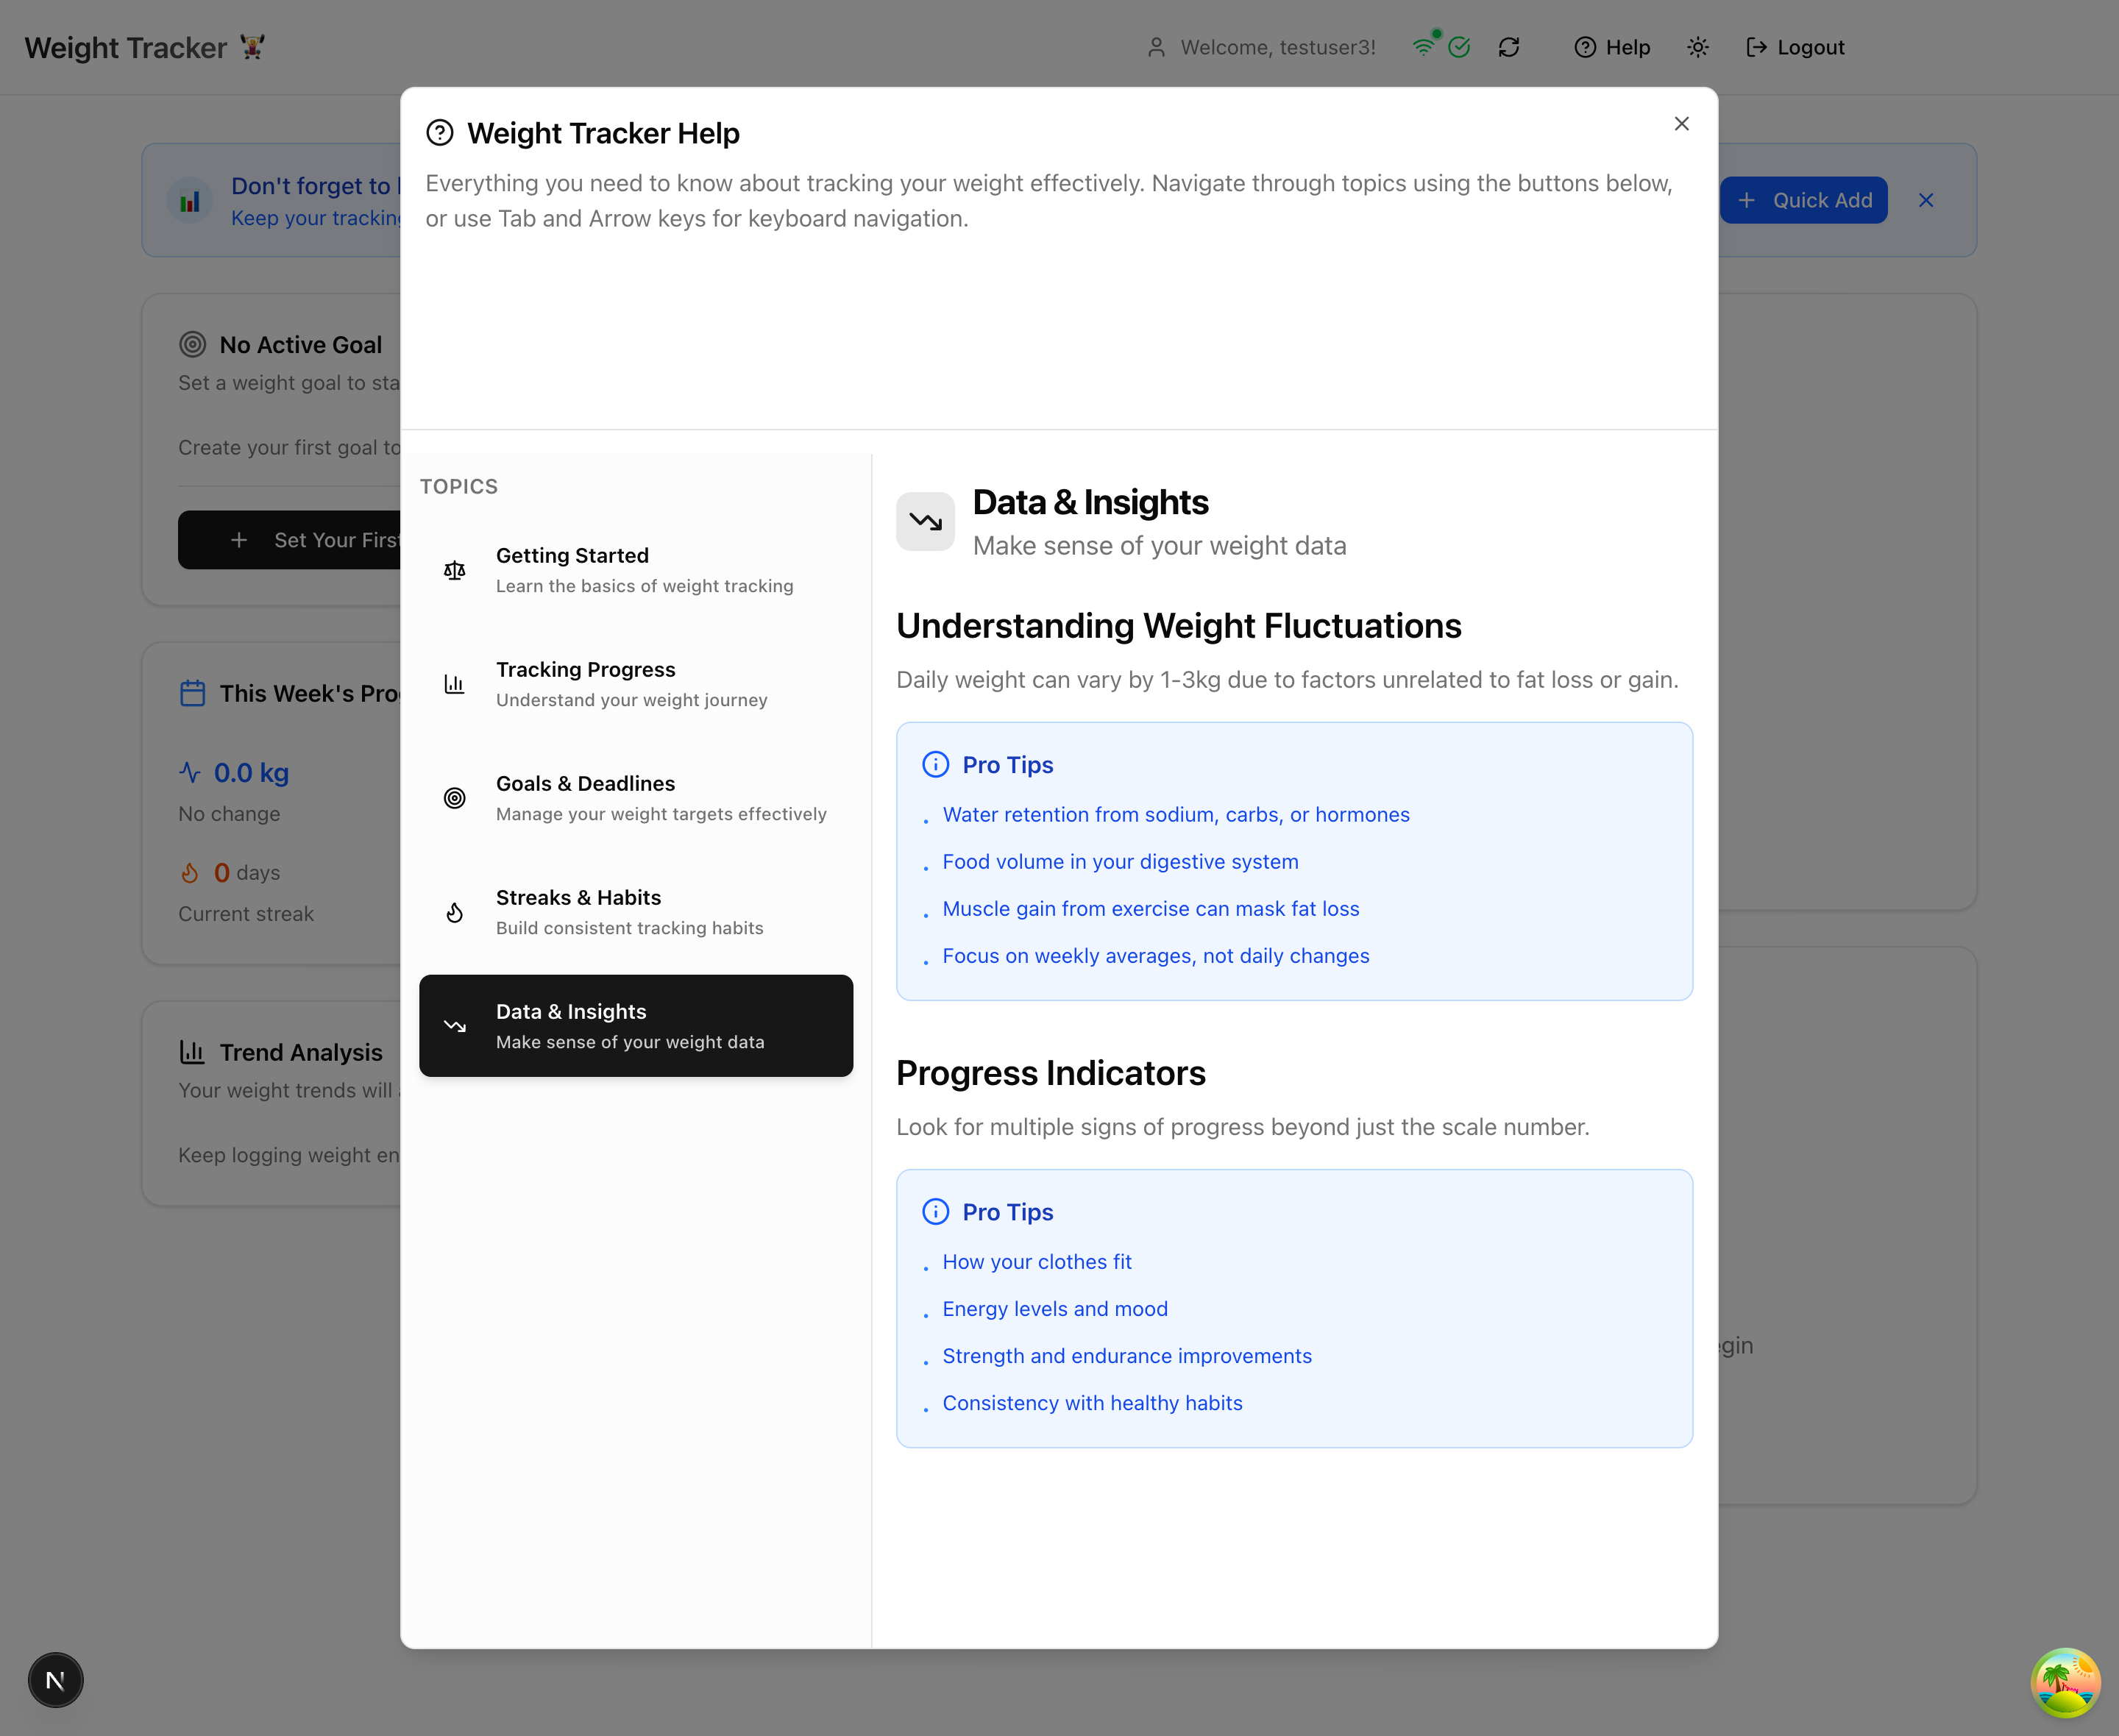 Weight Tracker
Welcome, testuser3!
Help
Logout
Don't forget to
Keep your tracking
Quick Add
No Active Goal
Set a weight goal to sta
Create your first goal to
Set Your First
This Week's Pro
0.0 kg
No change
0 days
Current streak
Trend Analysis
Your weight trends will
Keep logging weight en
egin
Weight Tracker Help
Everything you need to know about tracking your weight effectively. Navigate through topics using the buttons below,
or use Tab and Arrow keys for keyboard navigation.
TOPICS
Getting Started
Learn the basics of weight tracking
Tracking Progress
Understand your weight journey
Goals & Deadlines
Manage your weight targets effectively
Streaks & Habits
Build consistent tracking habits
Data & Insights
Make sense of your weight data
Data & Insights
Make sense of your weight data
Understanding Weight Fluctuations
Daily weight can vary by 1-3kg due to factors unrelated to fat loss or gain.
Pro Tips
Water retention from sodium, carbs, or hormones
Food volume in your digestive system
Muscle gain from exercise can mask fat loss
Focus on weekly averages, not daily changes
Progress Indicators
Look for multiple signs of progress beyond just the scale number.
Pro Tips
How your clothes fit
Energy levels and mood
Strength and endurance improvements
Consistency with healthy habits
N